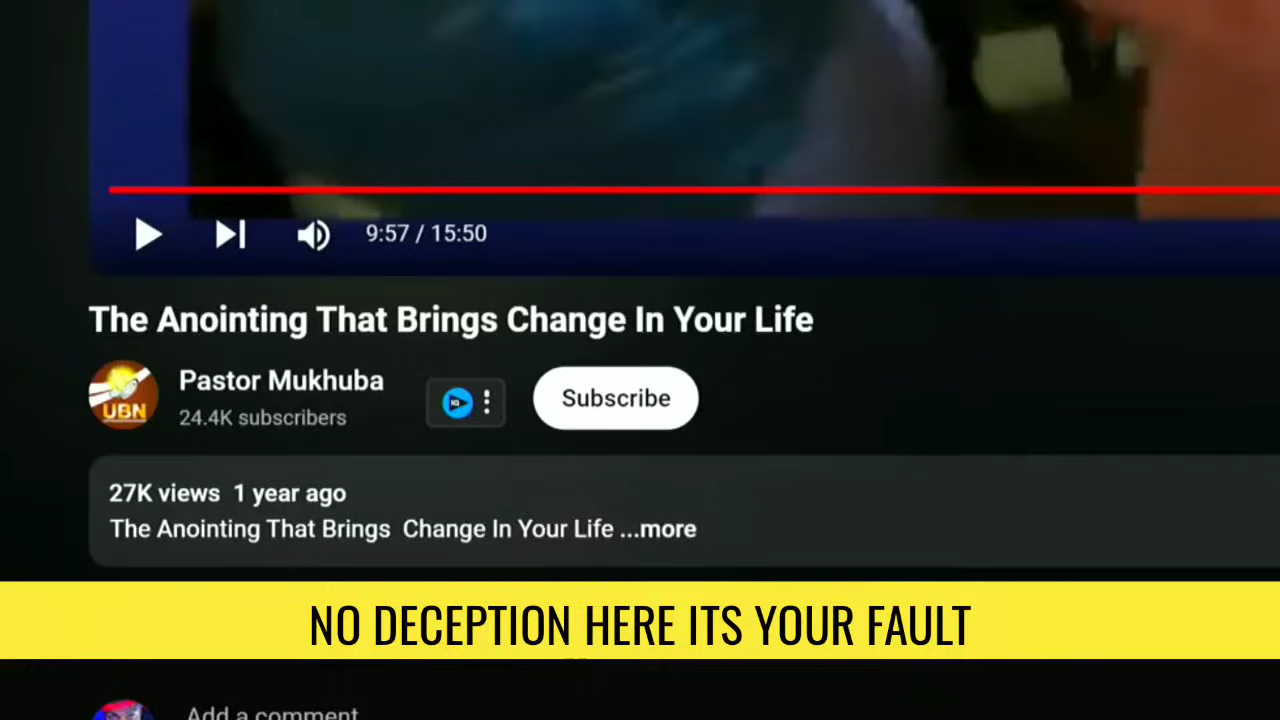 9:57 / 15:50
The Anointing That Brings Change In Your Life
Pastor Mukhuba
UBN
24.4K subscribers
IQ
Subscribe
27K views 1 year ago
The Anointing That Brings Change In Your Life ...more
NO DECEPTION HERE ITS YOUR FAULT
Add a comment